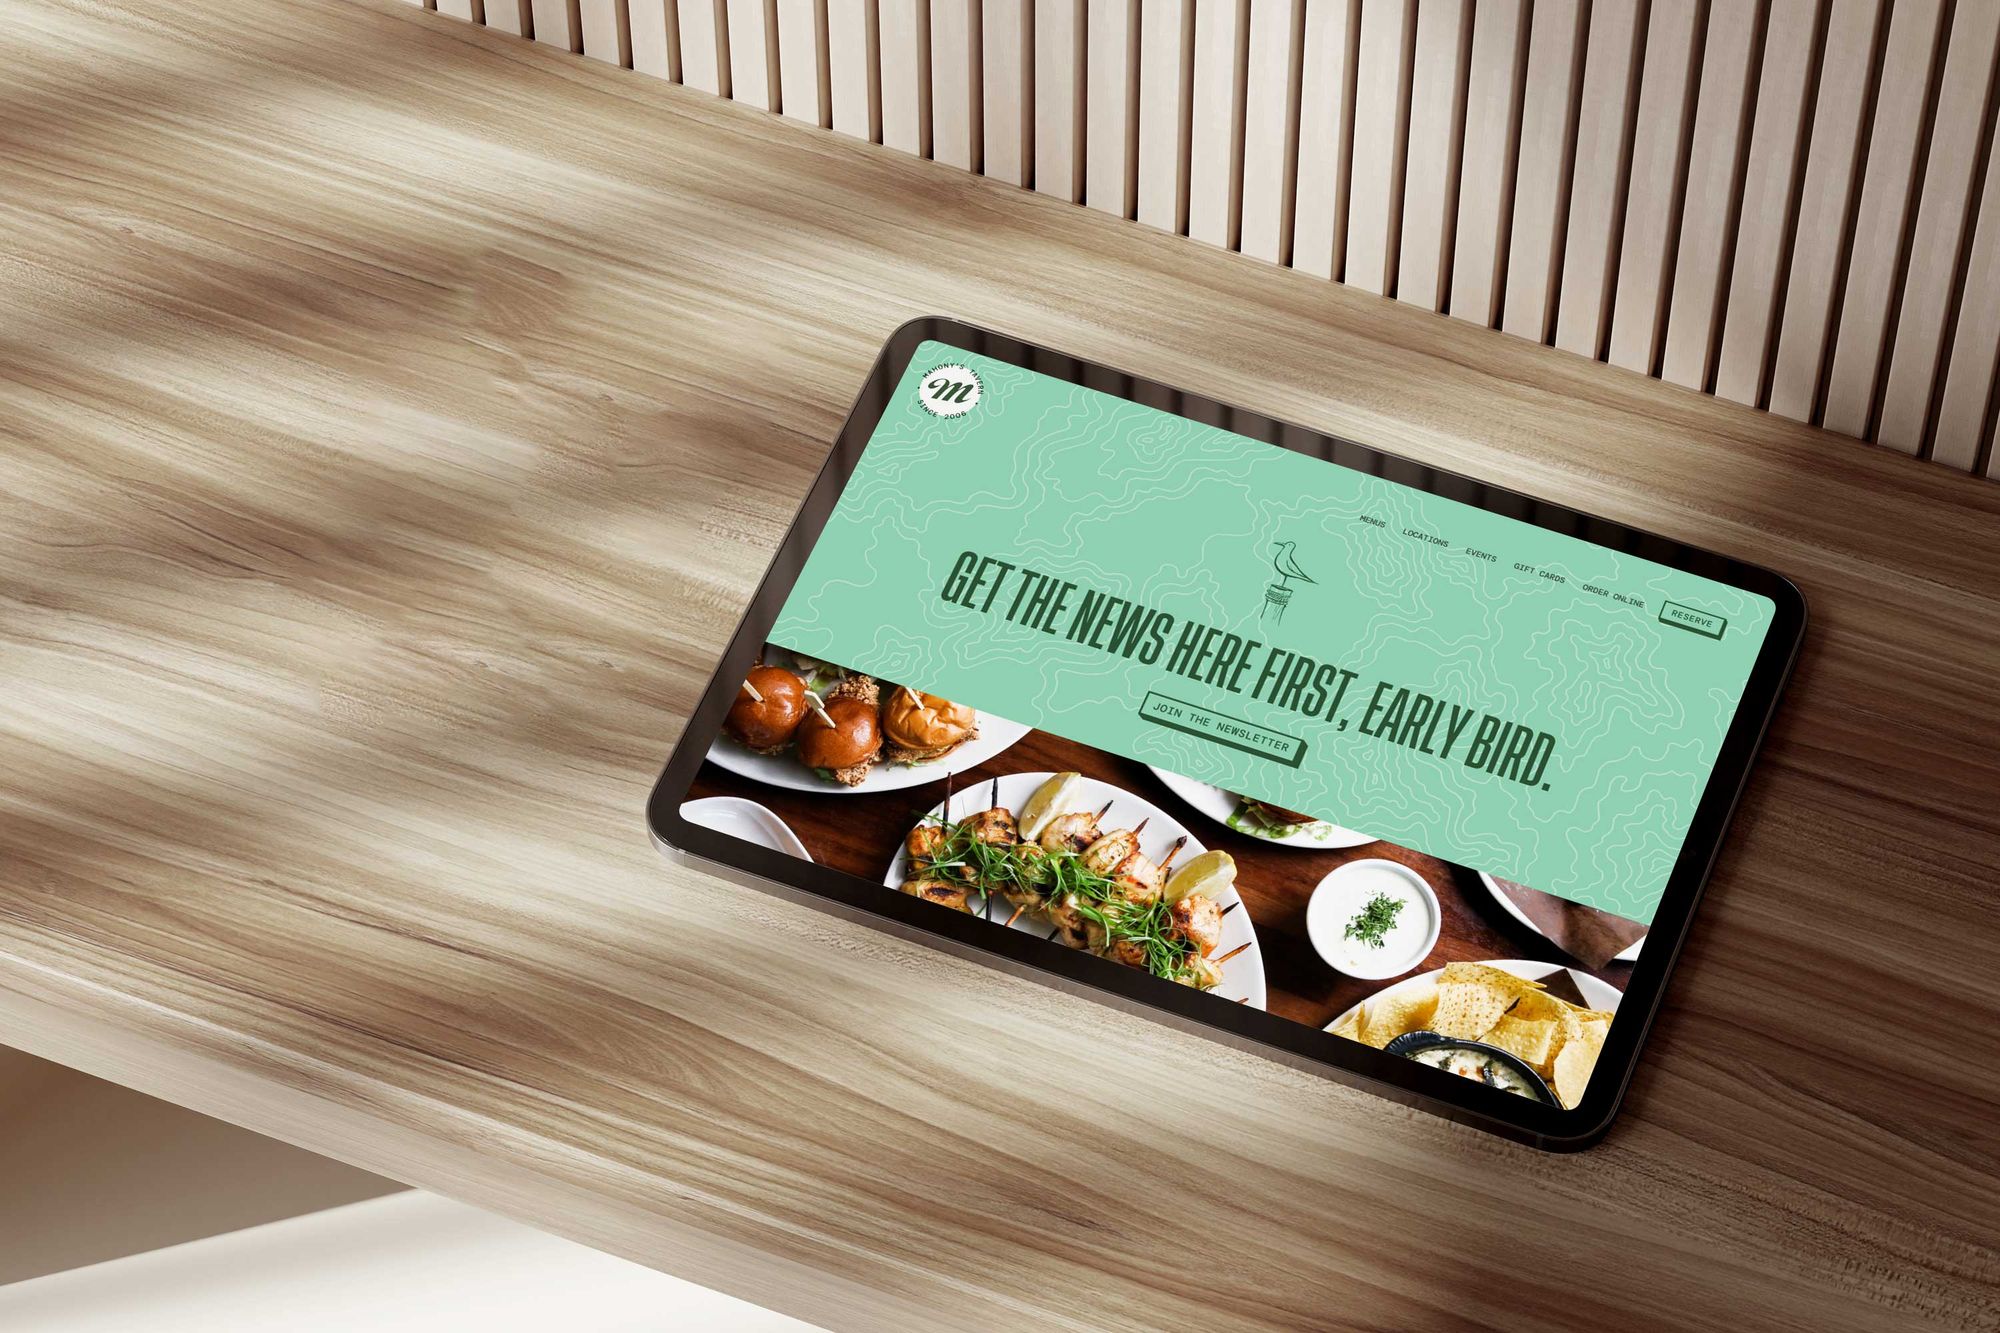 MAHONY'S TAVERN
M
SINCE 2006
MENUS LOCATIONS EVENTS GIFT CARDS ORDER ONLINE RESERVE
GET THE NEWS HERE FIRST, EARLY BIRD.
JOIN THE NEWSLETTER